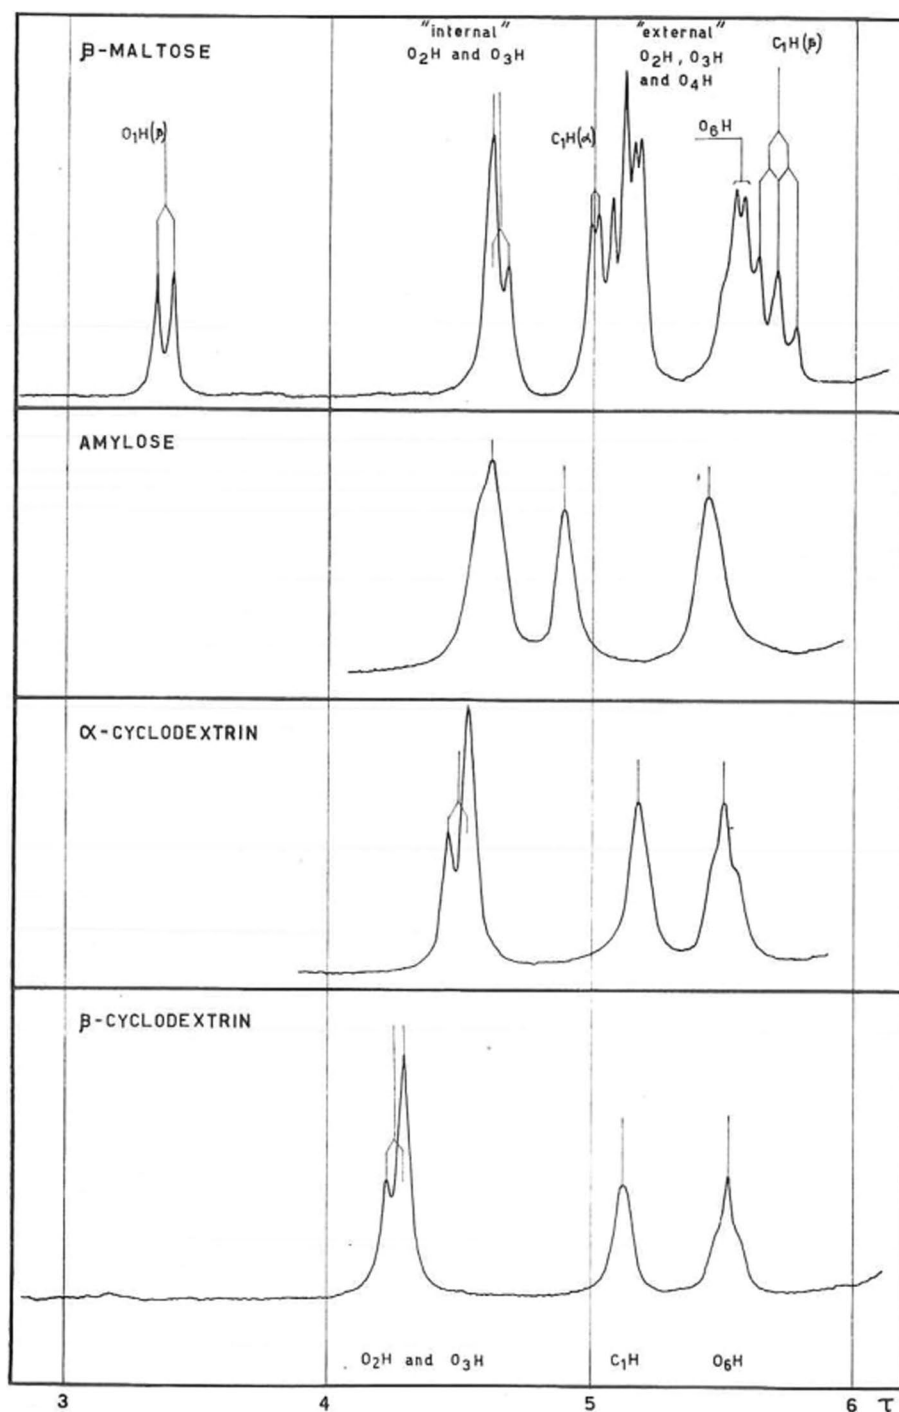 β-MALTOSE
"internal"
O₂H and O₃H
"external"
O₂H, O₃H
and O₄H
C₁H(β)
O₁H(β)
C₁H(α)
O₆H
AMYLOSE
α-CYCLODEXTRIN
β-CYCLODEXTRIN
O₂H and O₃H
C₁H
O₆H
3 4 5 6 τ